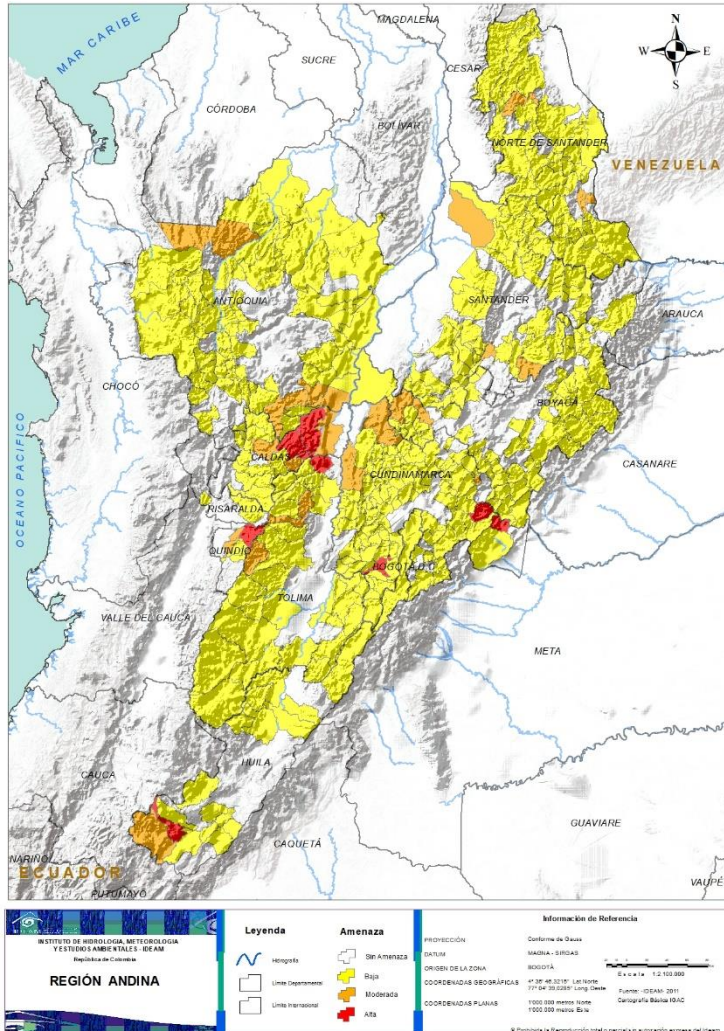 MAGDALENA
MAR CARIBE
N
W E
S
SUCRE
CESAR
CÓRDOBA
BOLÍVAR
NORTE DE SANTANDER
VENEZUELA
ANTIOQUIA
SANTANDER
ARAUCA
CHOCÓ
BOYACÁ
OCEANO PACIFICO
CALDAS
CUNDINAMARCA
CASANARE
RISARALDA
QUINDÍO
BOGOTÁ D.C
TOLIMA
VALLE DEL CAUCA
META
HUILA
CAUCA
GUAVIARE
CAQUETÁ
NARIÑO
ECUADOR
PUTUMAYO
VAUPÉ
INSTITUTO DE HIDROLOGIA, METEOROLOGIA
Y ESTUDIOS AMBIENTALES - IDEAM
República de Colombia
REGIÓN ANDINA
Leyenda
Hidrografía
Límite Departamental
Límite Internacional
Amenaza
Sin Amenaza
Baja
Moderada
Alta
Información de Referencia
PROYECCIÓN Conforme de Gauss
DATUM MAGNA - SIRGAS
ORIGEN DE LA ZONA BOGOTÁ
COORDENADAS GEOGRÁFICAS
COORDENADAS PLANAS 1'000.000 metros Norte
1'000.000 metros Este
Escala 1:2.100.000
Fuente: -IDEAM- 2011
Cartografía Básica IGAC